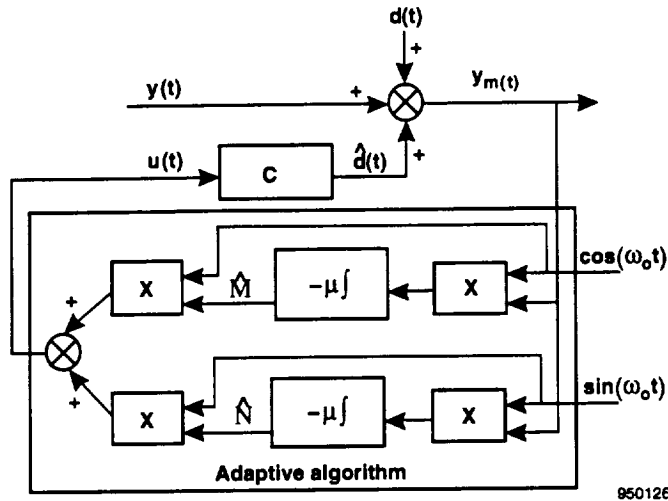 d(t)
+
y(t)
+
y_m(t)
u(t)
C
d̂(t)
+
cos(ω_o t)
X
M̂
-μ∫
X
+
+
X
N̂
-μ∫
X
sin(ω_o t)
Adaptive algorithm
950126